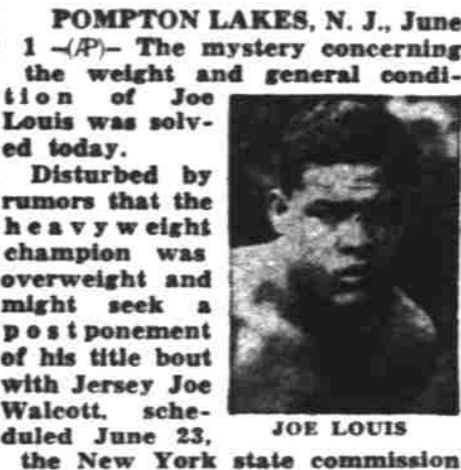 POMPTON LAKES, N. J., June
1 —(AP)— The mystery concerning
the weight and general condi-
tion of Joe
Louis was solv-
ed today.
Disturbed by
rumors that the
heavyweight
champion was
overweight and
might seek a
postponement
of his title bout
with Jersey Joe
Walcott, sche-
duled June 23,
the New York state commission
JOE LOUIS